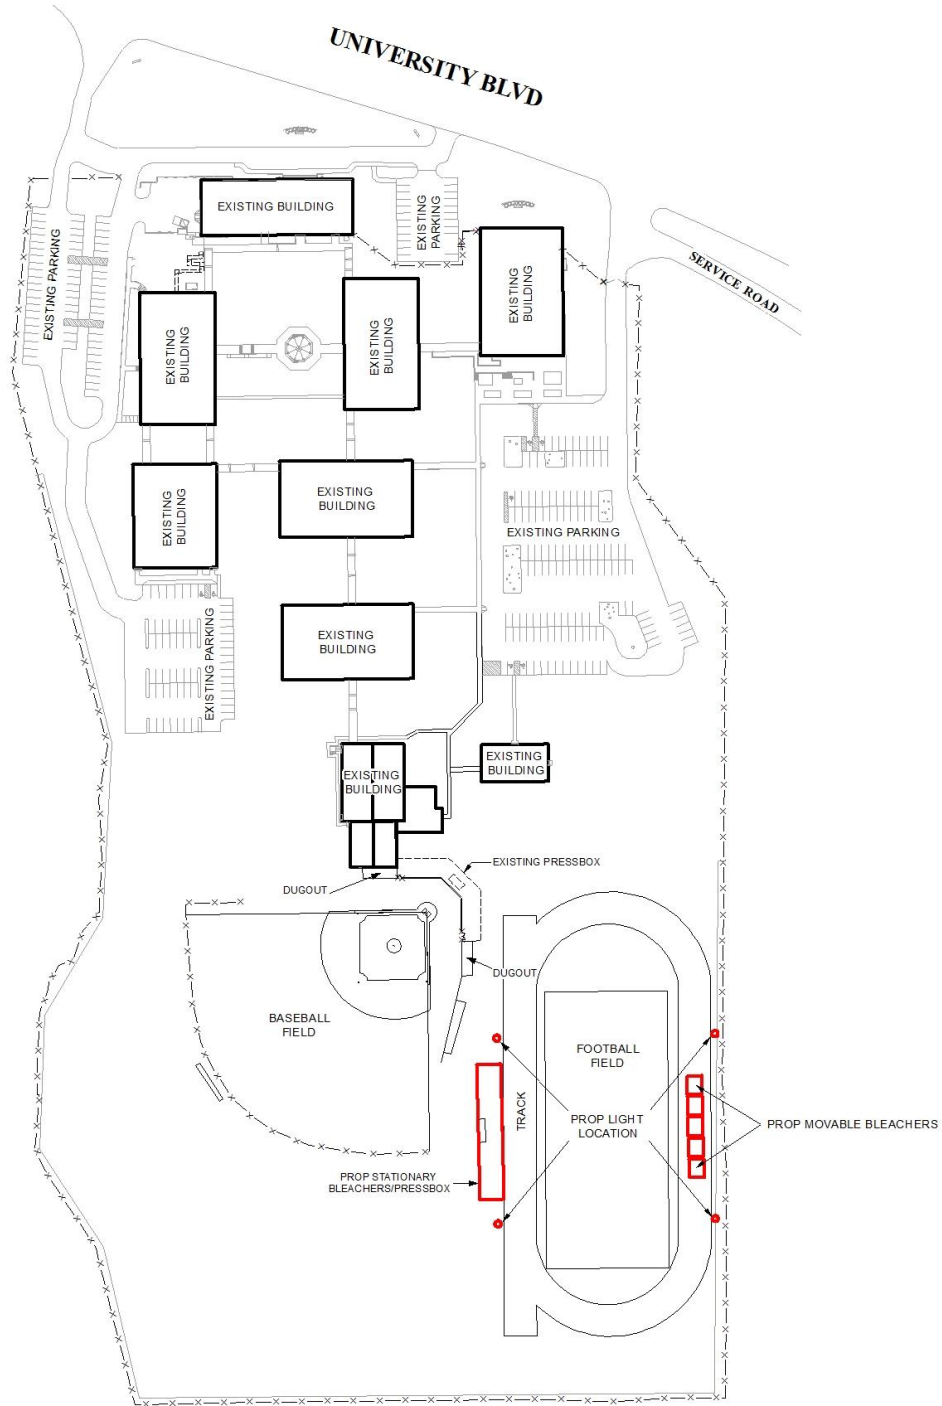 UNIVERSITY BLVD
EXISTING BUILDING
EXISTING
PARKING
EXISTING PARKING
SERVICE ROAD
EXISTING
BUILDING
EXISTING
BUILDING
EXISTING
BUILDING
EXISTING
BUILDING
EXISTING
BUILDING
EXISTING PARKING
EXISTING
BUILDING
EXISTING PARKING
EXISTING
BUILDING
EXISTING
BUILDING
EXISTING PRESSBOX
DUGOUT
DUGOUT
BASEBALL
FIELD
FOOTBALL
FIELD
TRACK
PROP LIGHT
LOCATION
PROP MOVABLE BLEACHERS
PROP STATIONARY
BLEACHERS/PRESSBOX